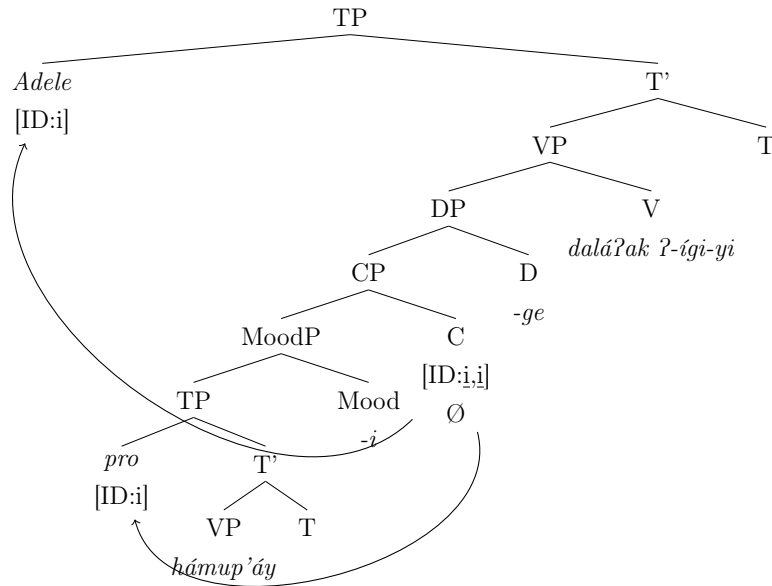 TP
Adele T'
[ID:i] VP T
DP V
CP D daláʔak ʔ-ígi-yi
MoodP C -ge
TP Mood [ID:i,i]
-i Ø
pro T'
[ID:i] VP T
hámup'áy